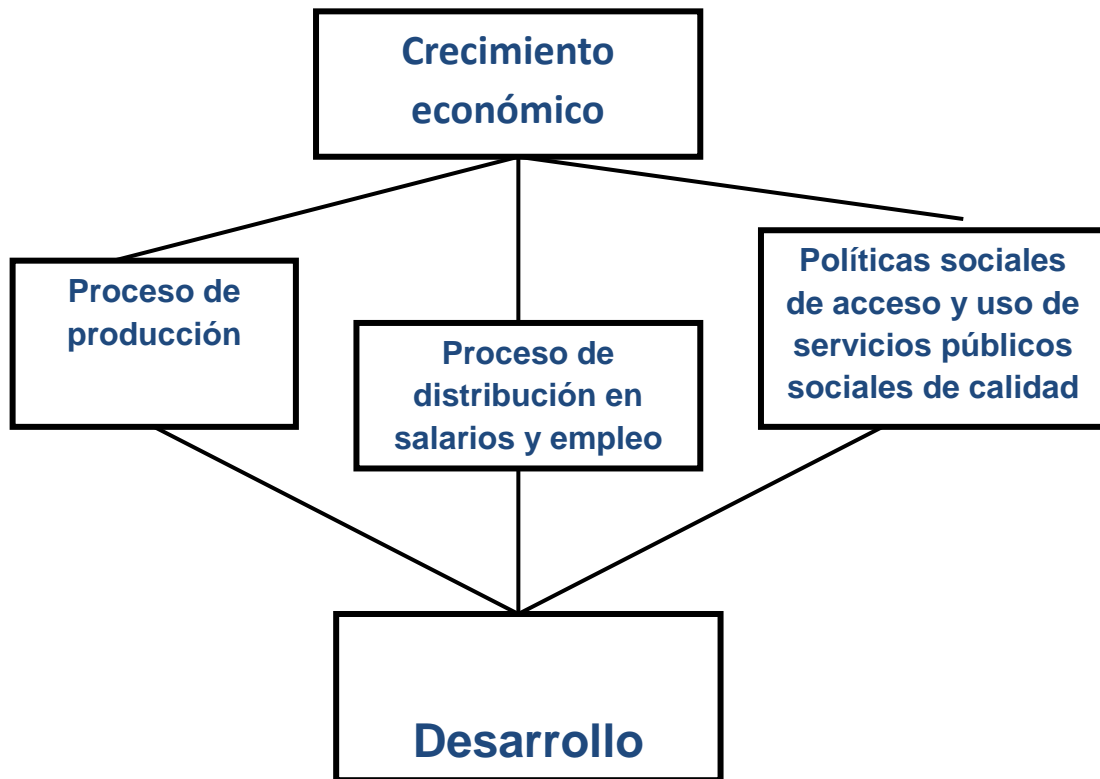 Crecimiento
económico
Proceso de
producción
Proceso de
distribución en
salarios y empleo
Políticas sociales
de acceso y uso de
servicios públicos
sociales de calidad
Desarrollo